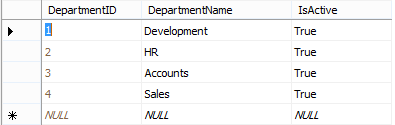 DepartmentID DepartmentName IsActive
1 Development True
2 HR True
3 Accounts True
4 Sales True
NULL NULL NULL